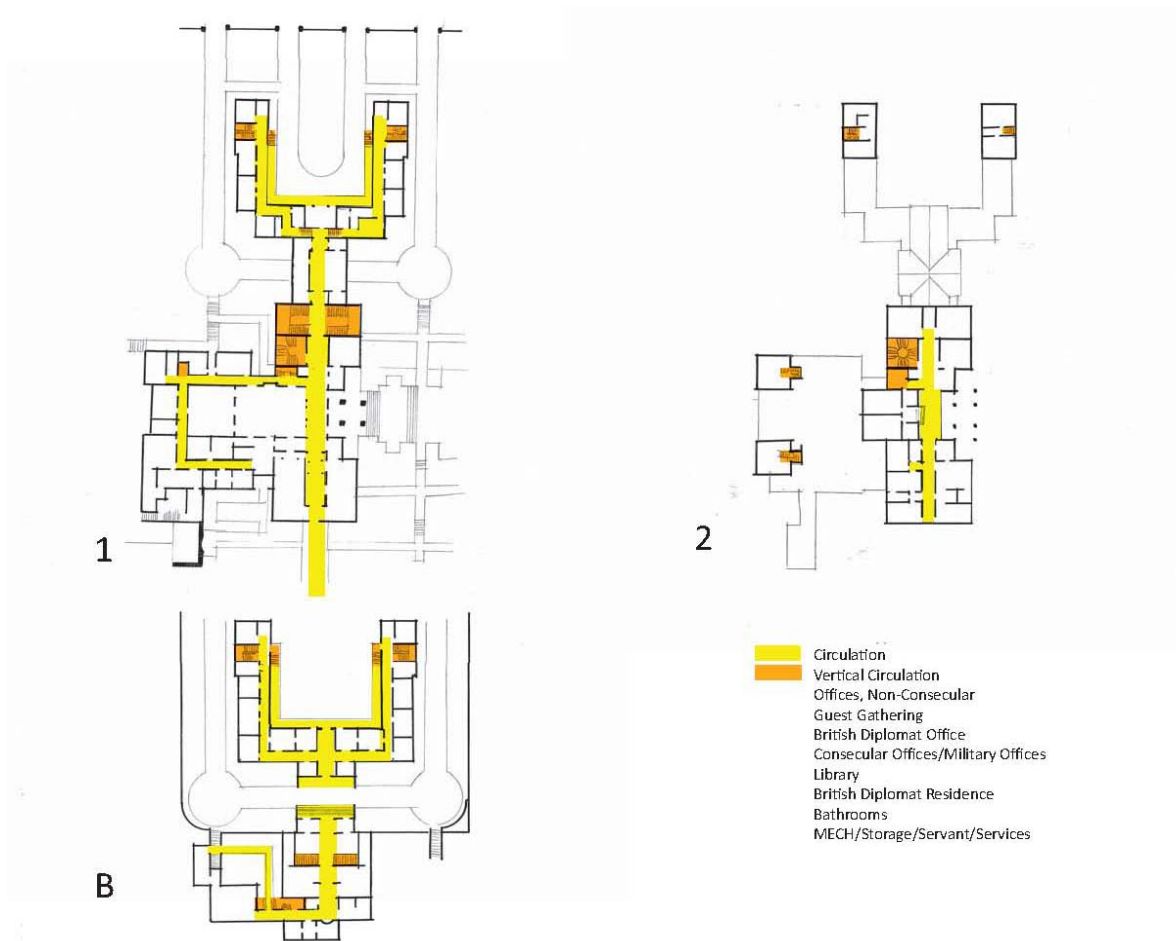 1
2
Circulation
Vertical Circulation
Offices, Non-Consecular
Guest Gathering
British Diplomat Office
Consecular Offices/Military Offices
Library
British Diplomat Residence
Bathrooms
MECH/Storage/Servant/Services
B